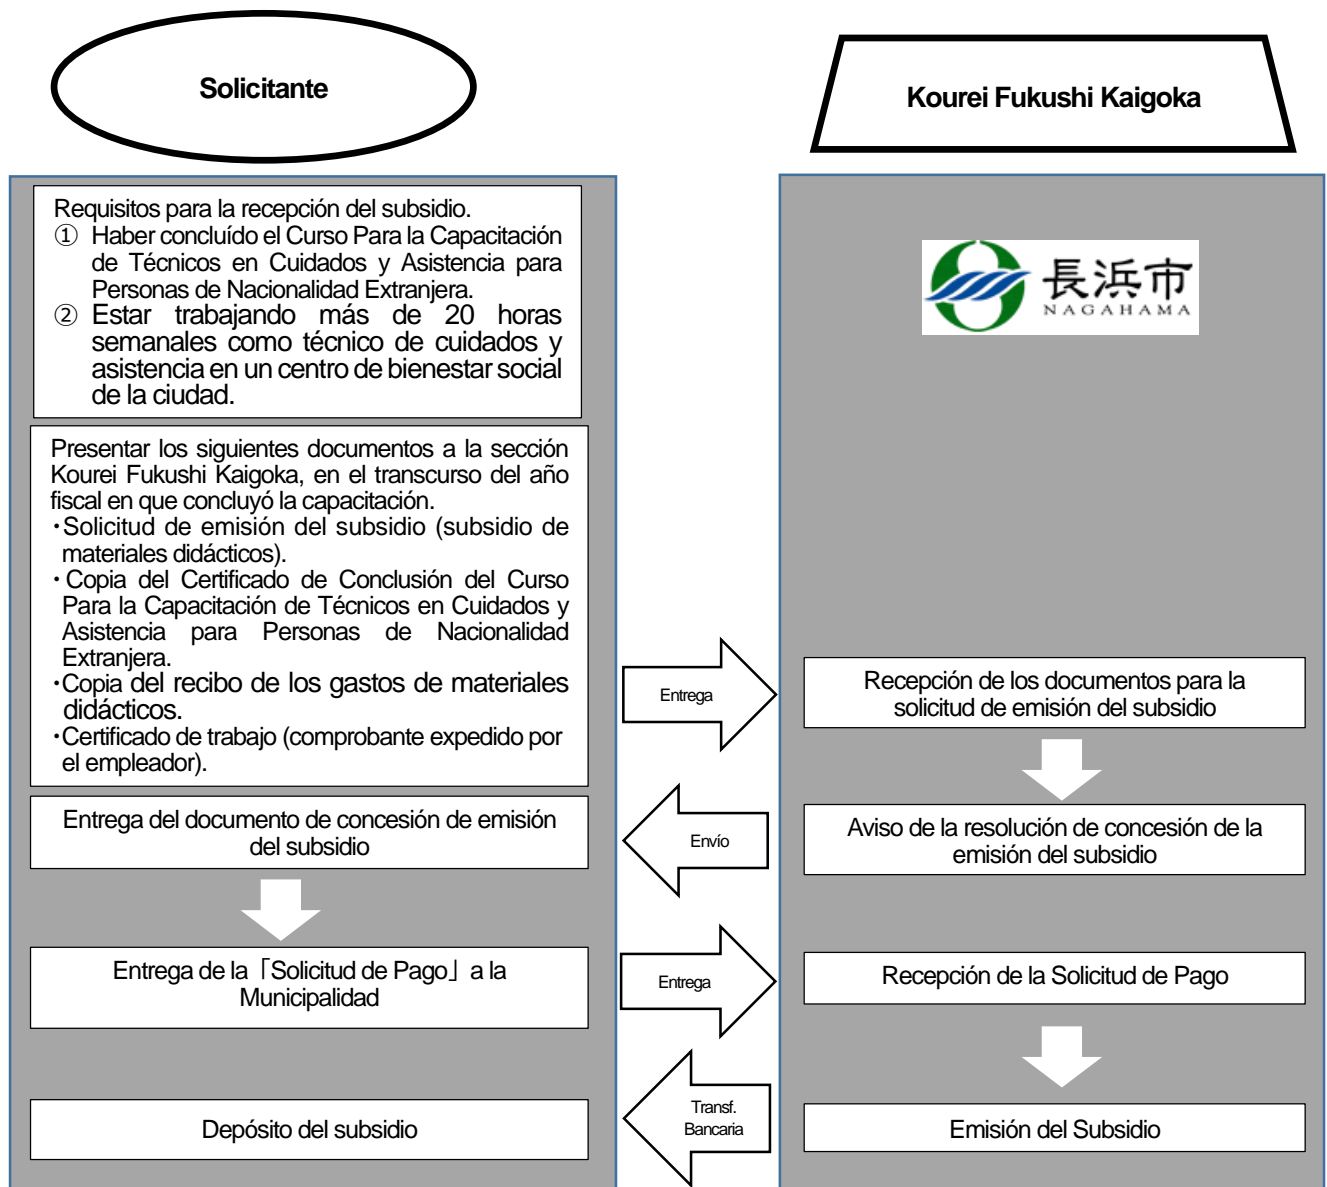 Solicitante
Kourei Fukushi Kaigoka
Requisitos para la recepción del subsidio.
① Haber concluído el Curso Para la Capacitación
de Técnicos en Cuidados y Asistencia para
Personas de Nacionalidad Extranjera.
② Estar trabajando más de 20 horas
semanales como técnico de cuidados y
asistencia en un centro de bienestar social
de la ciudad.
長浜市
NAGAHAMA
Presentar los siguientes documentos a la sección
Kourei Fukushi Kaigoka, en el transcurso del año
fiscal en que concluyó la capacitación.
・Solicitud de emisión del subsidio (subsidio de
materiales didácticos).
・Copia del Certificado de Conclusión del Curso
Para la Capacitación de Técnicos en Cuidados y
Asistencia para Personas de Nacionalidad
Extranjera.
・Copia del recibo de los gastos de materiales
didácticos.
・Certificado de trabajo (comprobante expedido por
el empleador).
Entrega
Recepción de los documentos para la
solicitud de emisión del subsidio
Entrega del documento de concesión de emisión
del subsidio
Envío
Aviso de la resolución de concesión de la
emisión del subsidio
Entrega de la「Solicitud de Pago」a la
Municipalidad
Entrega
Recepción de la Solicitud de Pago
Depósito del subsidio
Transf.
Bancaria
Emisión del Subsidio